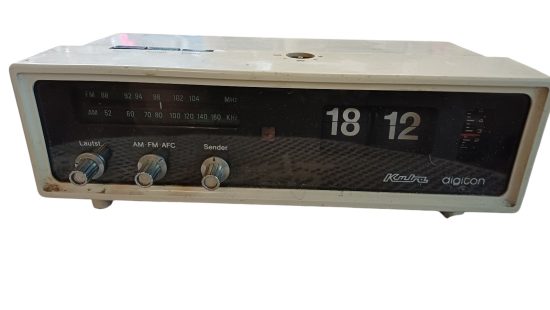 FM 88 92 94 98 102 104 MHz
AM 52 60 70 80 100 120 140 160 KHz
18 12
Lautst. AM FM AFC Sender
digicon